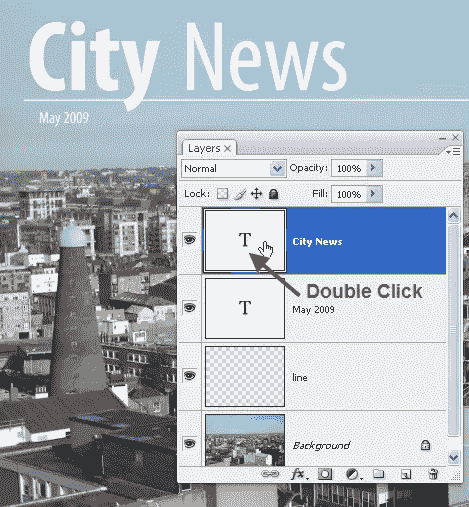 City News
May 2009
Layers
Normal Opacity: 100%
Lock: Fill: 100%
T City News
Double Click
T May 2009
line
Background
fx